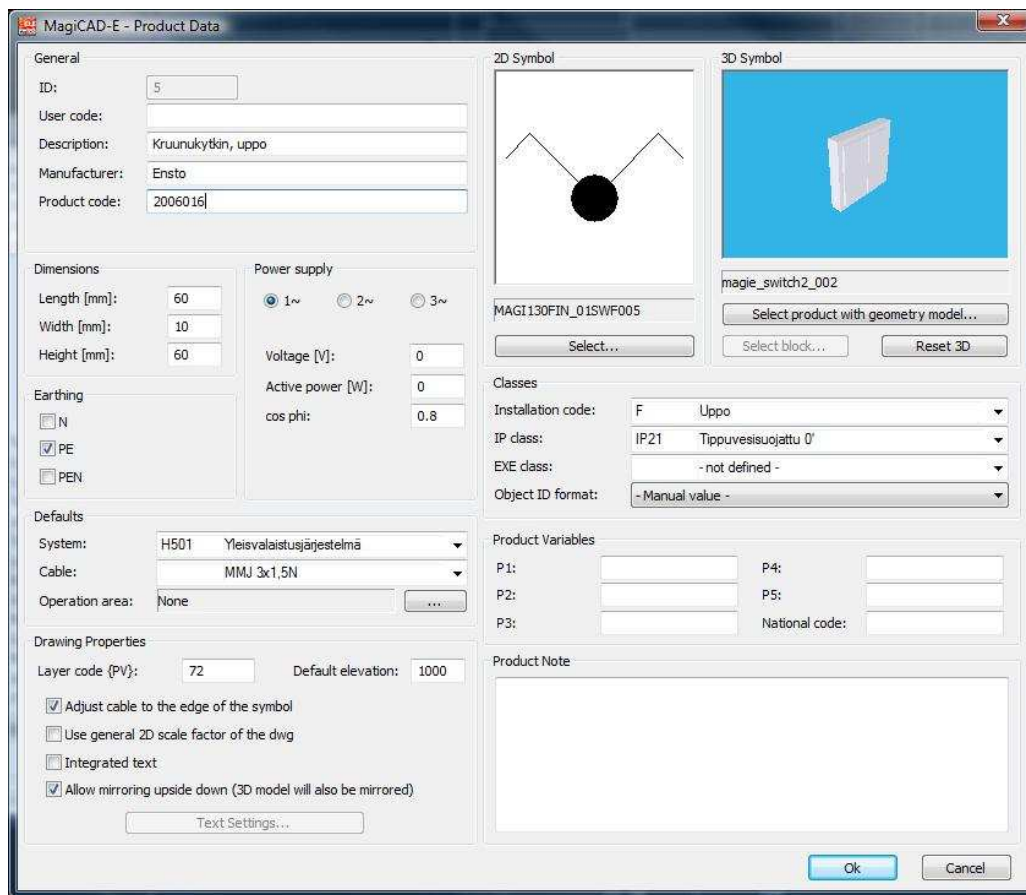 MagiCAD-E - Product Data
General
ID: 5
User code:
Description: Kruunukytkin, uppo
Manufacturer: Ensto
Product code: 2006016
Dimensions
Length [mm]: 60
Width [mm]: 10
Height [mm]: 60
Power supply
1~ 2~ 3~
Voltage [V]: 0
Active power [W]: 0
cos phi: 0.8
Earthing
N
PE
PEN
Defaults
System: H501 Yleisvalaistusjärjestelmä
Cable: MMJ 3x1,5N
Operation area: None ...
Drawing Properties
Layer code {PV}: 72 Default elevation: 1000
Adjust cable to the edge of the symbol
Use general 2D scale factor of the dwg
Integrated text
Allow mirroring upside down (3D model will also be mirrored)
Text Settings...
2D Symbol
MAGI130FIN_01SWF005
Select...
3D Symbol
magie_switch2_002
Select product with geometry model...
Select block... Reset 3D
Classes
Installation code: F Uppo
IP class: IP21 Tippuvesisuojattu 0'
EXE class: - not defined -
Object ID format: - Manual value -
Product Variables
P1: P4:
P2: P5:
P3: National code:
Product Note
Ok Cancel